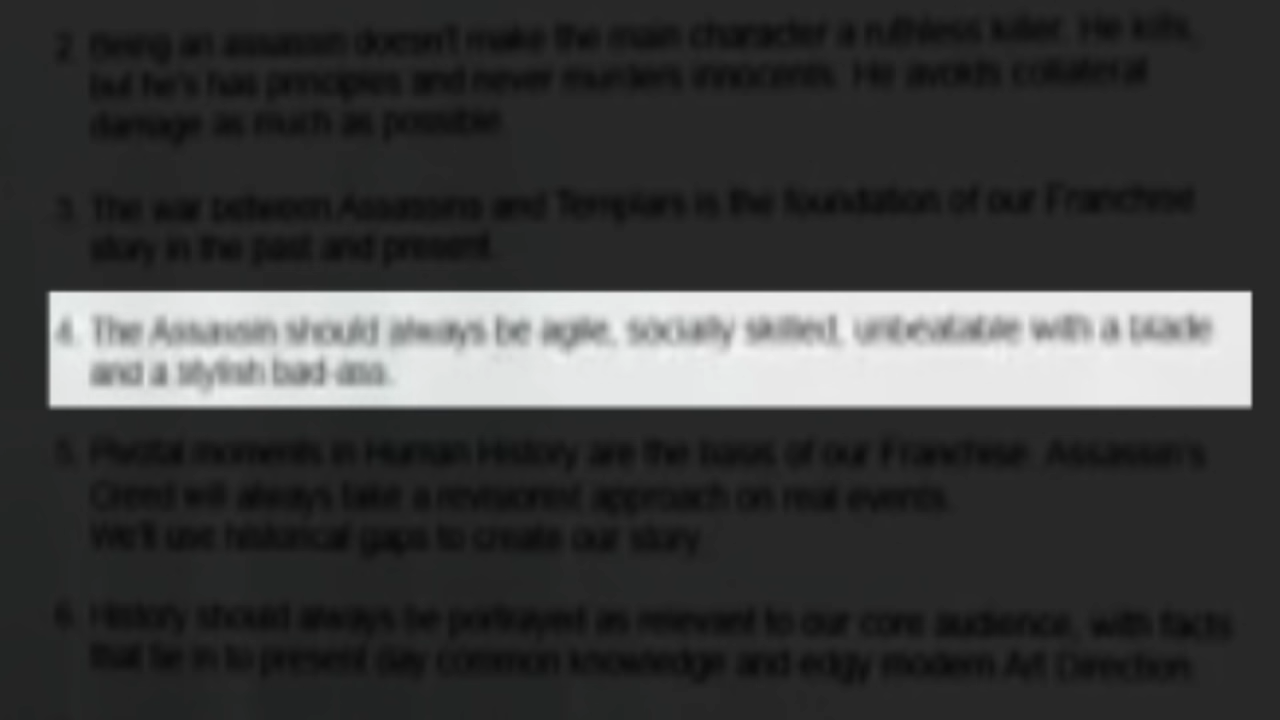 2. Being an assassin doesn't make the main character a ruthless killer. He kills,
but he's has principles and never murders innocents. He avoids collateral
damage as much as possible.
3. The war between Assassins and Templars is the foundation of our Franchise
story in the past and present.
4. The Assassin should always be agile, socially skilled, unbeatable with a blade
and a stylish bad-ass.
5. Pivotal moments in Human History are the basis of our Franchise. Assassin's
Creed will always take a revisionist approach on real events.
We'll use historical gaps to create our story.
6. History should always be portrayed as relevant to our core audience, with facts
that tie in to present day common knowledge and edgy modern Art Direction.